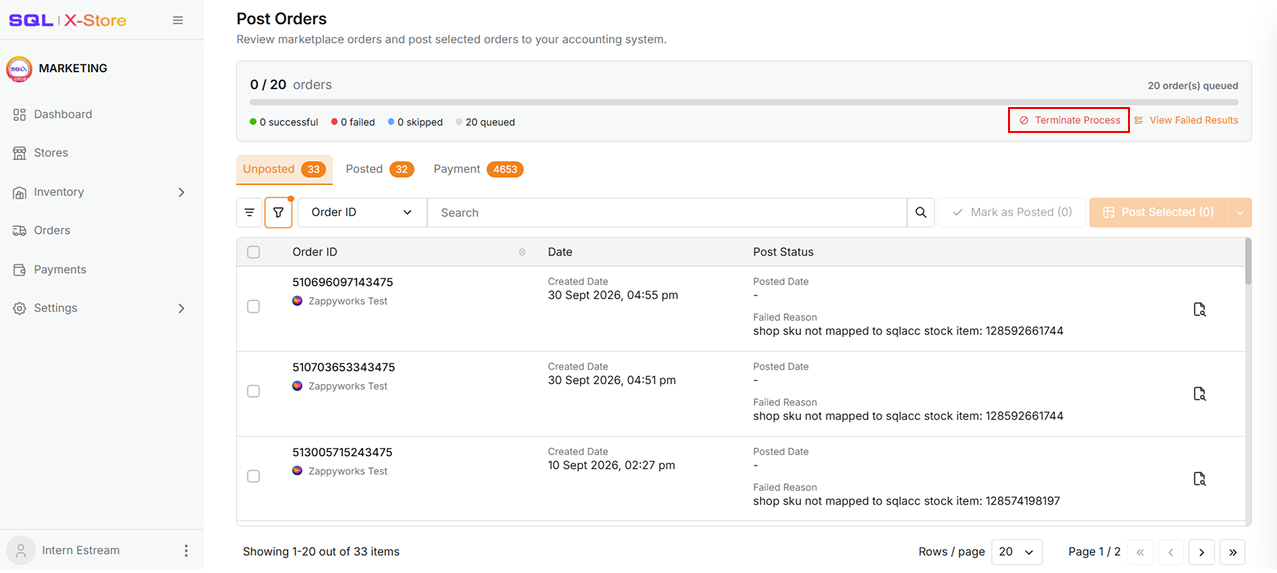 SQL | X-Store
MARKETING
Dashboard
Stores
Inventory
Orders
Payments
Settings
Intern Estream
Post Orders
Review marketplace orders and post selected orders to your accounting system.
0 / 20 orders
20 order(s) queued
0 successful 0 failed 0 skipped 20 queued
Terminate Process View Failed Results
Unposted 33 Posted 32 Payment 4653
Order ID Search Mark as Posted (0) Post Selected (0)
Order ID Date Post Status
510696097143475
Zappyworks Test
Created Date
30 Sept 2026, 04:55 pm
Posted Date
-
Failed Reason
shop sku not mapped to sqlacc stock item: 128592661744
510703653343475
Zappyworks Test
Created Date
30 Sept 2026, 04:51 pm
Posted Date
-
Failed Reason
shop sku not mapped to sqlacc stock item: 128592661744
513005715243475
Zappyworks Test
Created Date
10 Sept 2026, 02:27 pm
Posted Date
-
Failed Reason
shop sku not mapped to sqlacc stock item: 128574198197
Showing 1-20 out of 33 items
Rows / page 20 Page 1 / 2